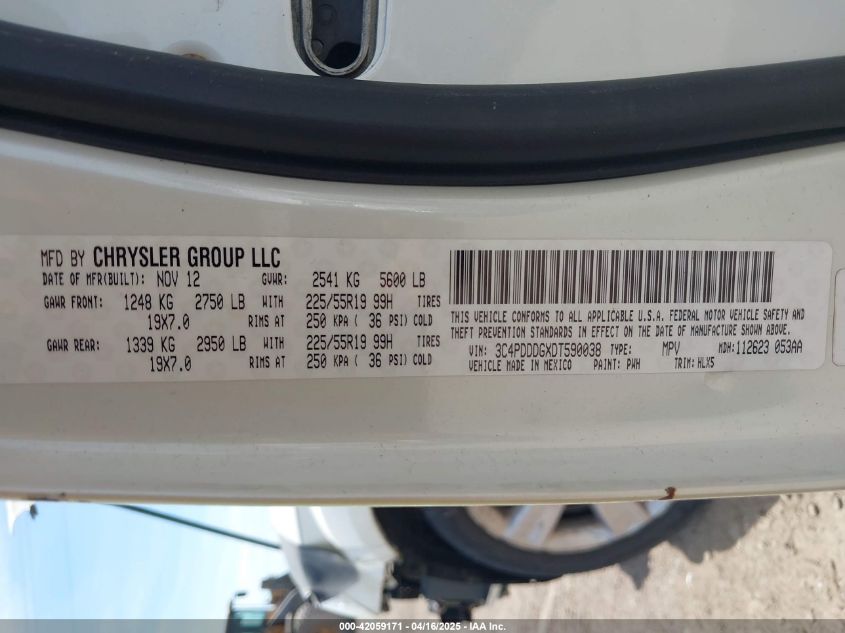 MFD BY CHRYSLER GROUP LLC
DATE OF MFR(BUILT): NOV 12 GVWR: 2541 KG 5600 LB
GAWR FRONT: 1248 KG 2750 LB WITH 225/55R19 99H TIRES
19X7.0 RIMS AT 250 KPA ( 36 PSI) COLD
GAWR REAR: 1339 KG 2950 LB WITH 225/55R19 99H TIRES
19X7.0 RIMS AT 250 KPA ( 36 PSI) COLD
THIS VEHICLE CONFORMS TO ALL APPLICABLE U.S.A. FEDERAL MOTOR VEHICLE SAFETY AND
THEFT PREVENTION STANDARDS IN EFFECT ON THE DATE OF MANUFACTURE SHOWN ABOVE.
VIN: 3C4PDDDGXDT590038 TYPE: MPV MDH:112623 053AA
VEHICLE MADE IN MEXICO PAINT: PWH TRIM: HLXS
000-42059171 - 04/16/2025 - IAA Inc.